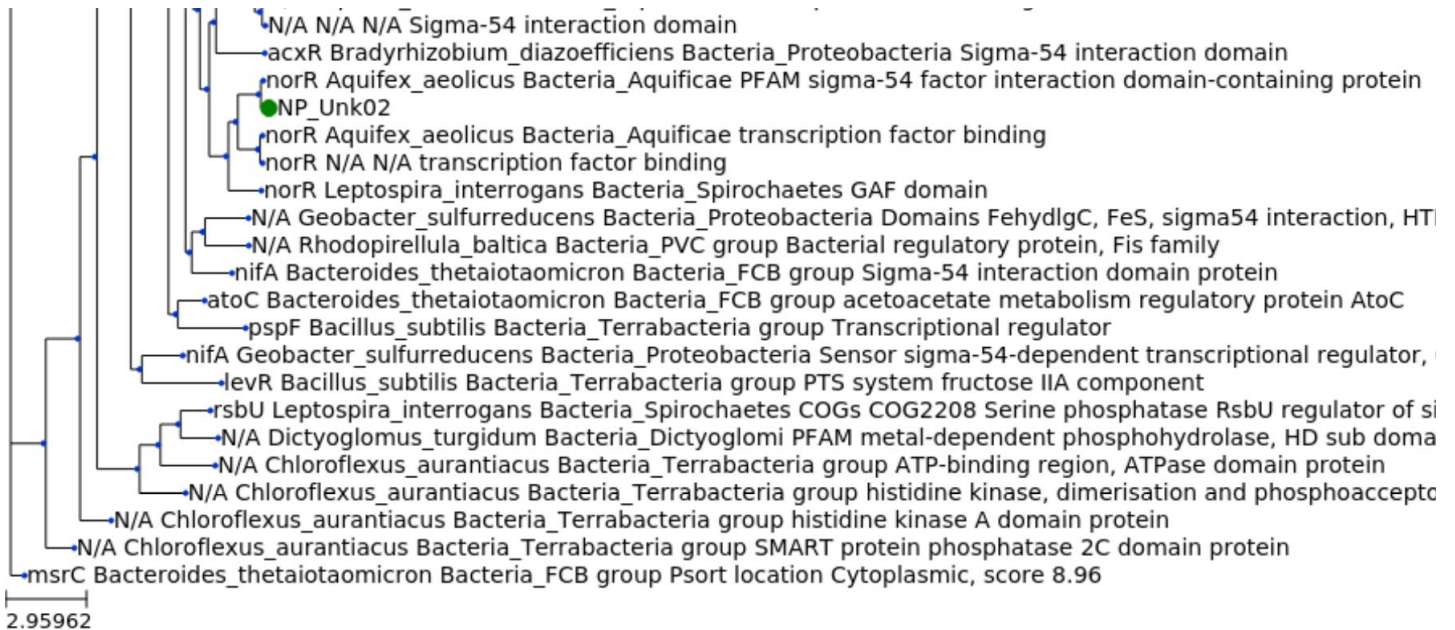 N/A N/A N/A Sigma-54 interaction domain
acxR Bradyrhizobium_diazoefficiens Bacteria_Proteobacteria Sigma-54 interaction domain
norR Aquifex_aeolicus Bacteria_Aquificae PFAM sigma-54 factor interaction domain-containing protein
NP_Unk02
norR Aquifex_aeolicus Bacteria_Aquificae transcription factor binding
norR N/A N/A transcription factor binding
norR Leptospira_interrogans Bacteria_Spirochaetes GAF domain
N/A Geobacter_sulfurreducens Bacteria_Proteobacteria Domains FehydlgC, FeS, sigma54 interaction,
N/A Rhodopirellula_baltica Bacteria_PVC group Bacterial regulatory protein, Fis family
nifA Bacteroides_thetaiotaomicron Bacteria_FCB group Sigma-54 interaction domain protein
atoC Bacteroides_thetaiotaomicron Bacteria_FCB group acetoacetate metabolism regulatory protein AtoC
pspF Bacillus_subtilis Bacteria_Terrabacteria group Transcriptional regulator
nifA Geobacter_sulfurreducens Bacteria_Proteobacteria Sensor sigma-54-dependent transcriptional regulator,
levR Bacillus_subtilis Bacteria_Terrabacteria group PTS system fructose IIA component
rsbU Leptospira_interrogans Bacteria_Spirochaetes COGs COG2208 Serine phosphatase RsbU regulator of si
N/A Dictyoglomus_turgidum Bacteria_Dictyoglomi PFAM metal-dependent phosphohydrolase, HD sub doma
N/A Chloroflexus_aurantiacus Bacteria_Terrabacteria group ATP-binding region, ATPase domain protein
N/A Chloroflexus_aurantiacus Bacteria_Terrabacteria group histidine kinase, dimerisation and phosphoaccepto
N/A Chloroflexus_aurantiacus Bacteria_Terrabacteria group histidine kinase A domain protein
N/A Chloroflexus_aurantiacus Bacteria_Terrabacteria group SMART protein phosphatase 2C domain protein
msrC Bacteroides_thetaiotaomicron Bacteria_FCB group Psort location Cytoplasmic, score 8.96
2.95962